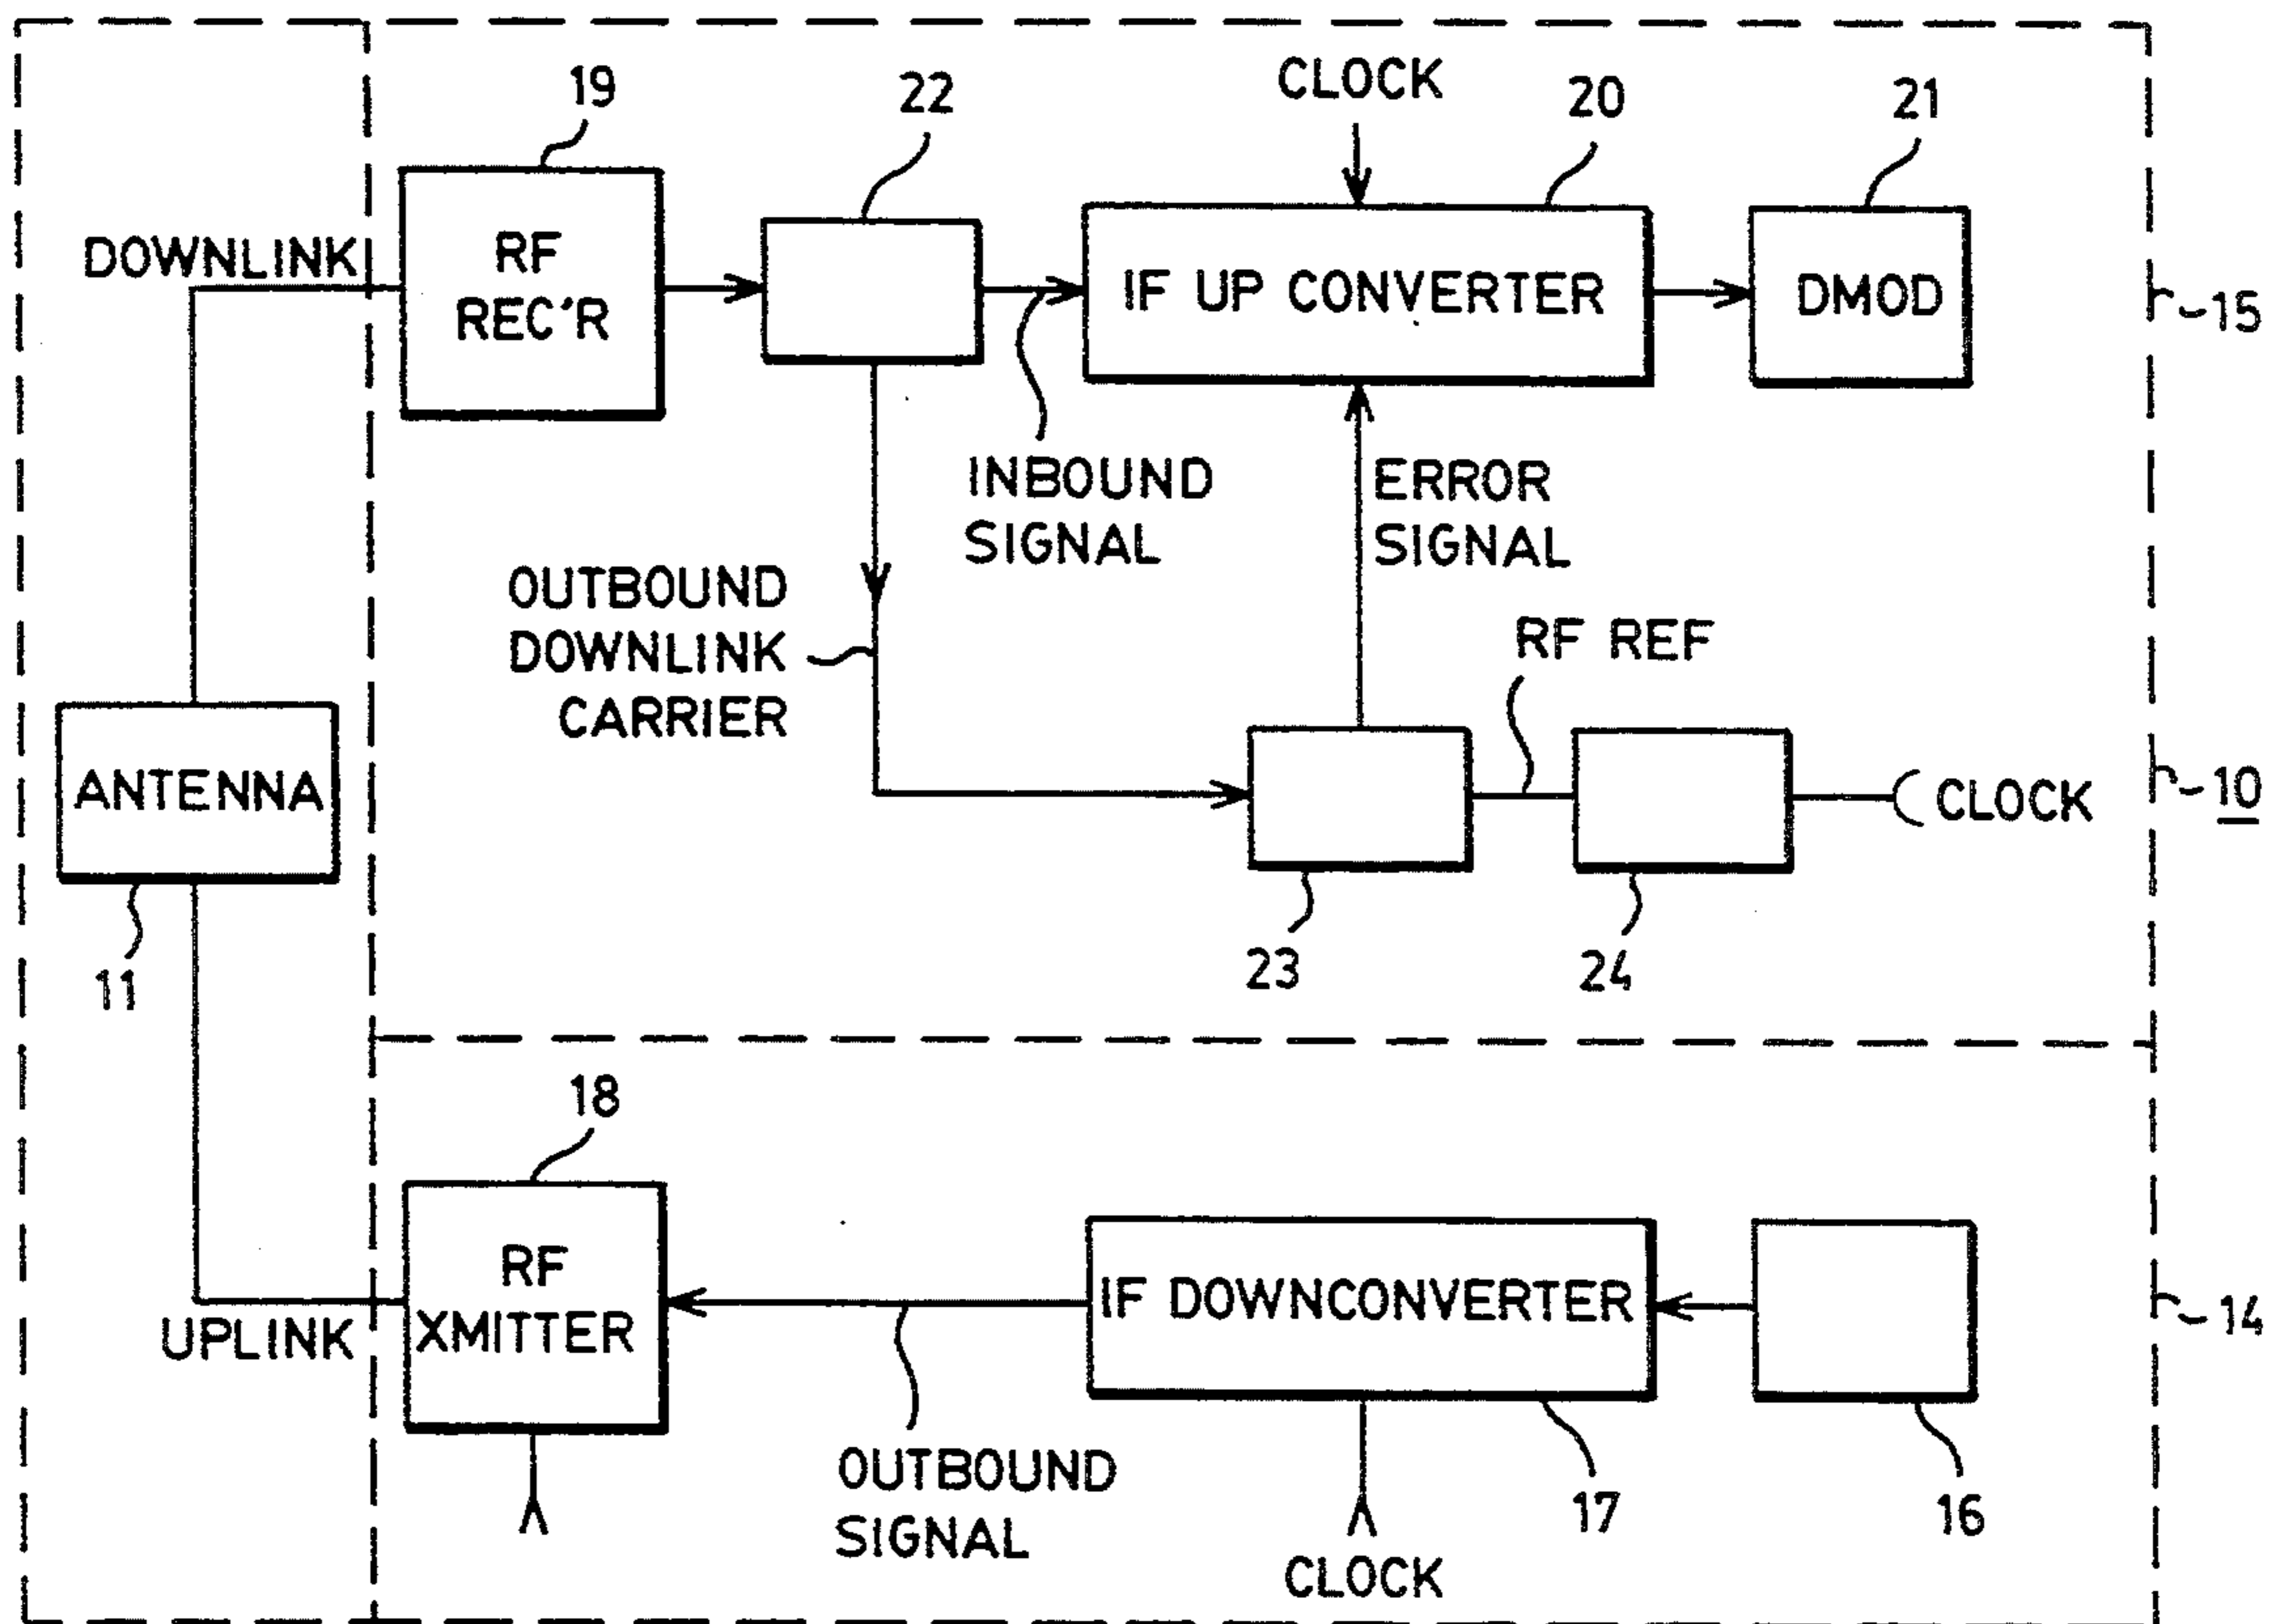 19
22
CLOCK
20
21
DOWNLINK
RF
REC'R
IF UP CONVERTER
DMOD
15
INBOUND
SIGNAL
ERROR
SIGNAL
OUTBOUND
DOWNLINK
CARRIER
RF REF
ANTENNA
CLOCK
10
11
23
24
18
RF
XMITTER
IF DOWNCONVERTER
14
UPLINK
OUTBOUND
SIGNAL
17
16
CLOCK